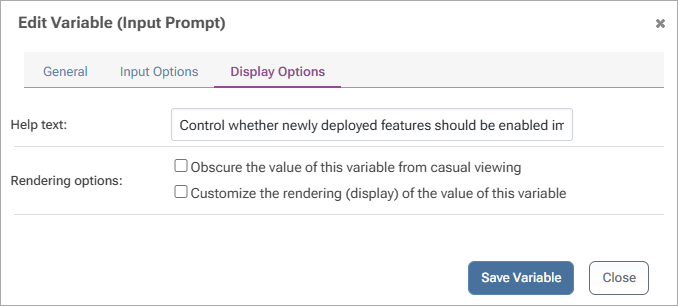 Edit Variable (Input Prompt)
General Input Options Display Options
Help text: Control whether newly deployed features should be enabled
Rendering options:
Obscure the value of this variable from casual viewing
Customize the rendering (display) of the value of this variable
Save Variable Close